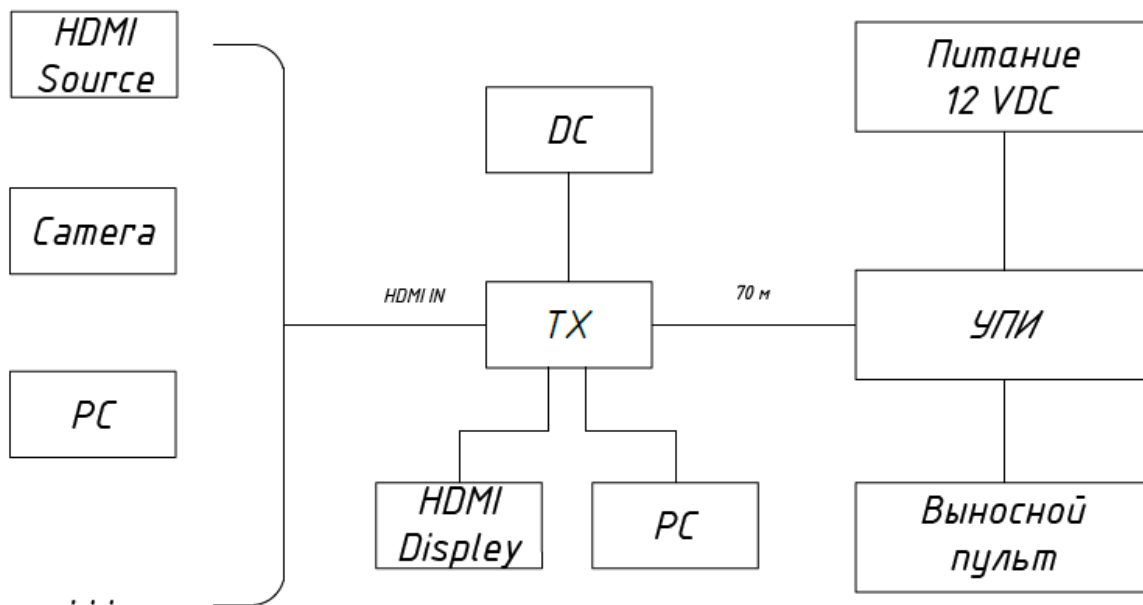 HDMI
Source
Camera
PC
...
HDMI IN
DC
TX
70 м
HDMI
Displey
PC
Питание
12 VDC
УПИ
Выносной
пульт